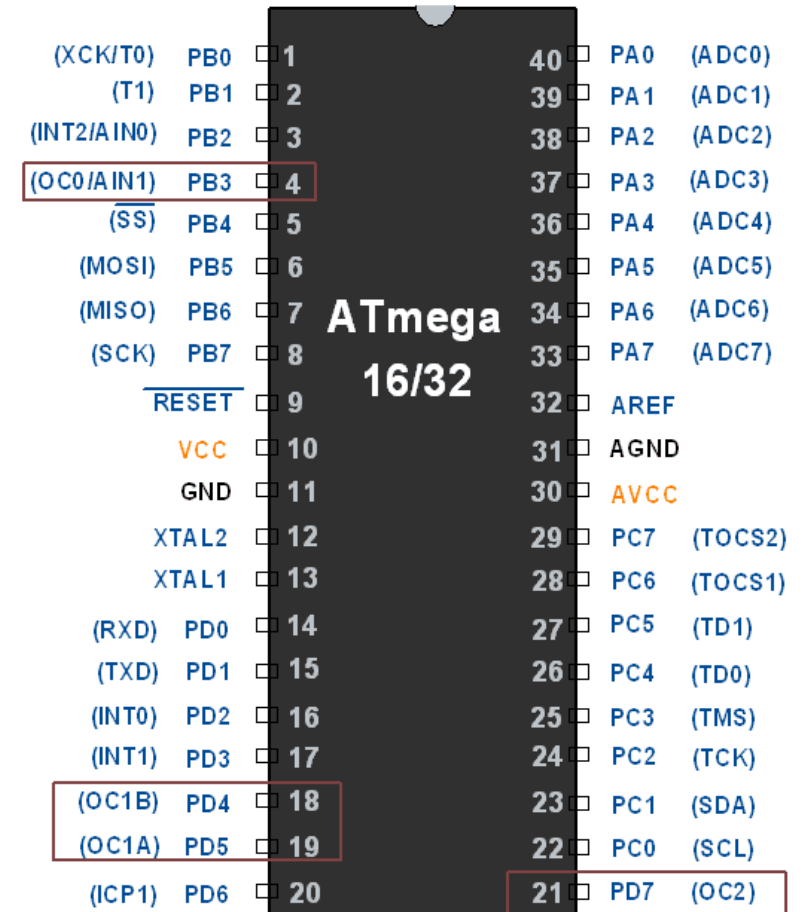 (XCK/T0) PB0 1 40 PA0 (ADC0)
(T1) PB1 2 39 PA1 (ADC1)
(INT2/AIN0) PB2 3 38 PA2 (ADC2)
(OC0/AIN1) PB3 4 37 PA3 (ADC3)
(SS) PB4 5 36 PA4 (ADC4)
(MOSI) PB5 6 35 PA5 (ADC5)
(MISO) PB6 7 ATmega 34 PA6 (ADC6)
(SCK) PB7 8 16/32 33 PA7 (ADC7)
RESET 9 32 AREF
VCC 10 31 AGND
GND 11 30 AVCC
XTAL2 12 29 PC7 (TOCS2)
XTAL1 13 28 PC6 (TOCS1)
(RXD) PD0 14 27 PC5 (TD1)
(TXD) PD1 15 26 PC4 (TD0)
(INT0) PD2 16 25 PC3 (TMS)
(INT1) PD3 17 24 PC2 (TCK)
(OC1B) PD4 18 23 PC1 (SDA)
(OC1A) PD5 19 22 PC0 (SCL)
(ICP1) PD6 20 21 PD7 (OC2)